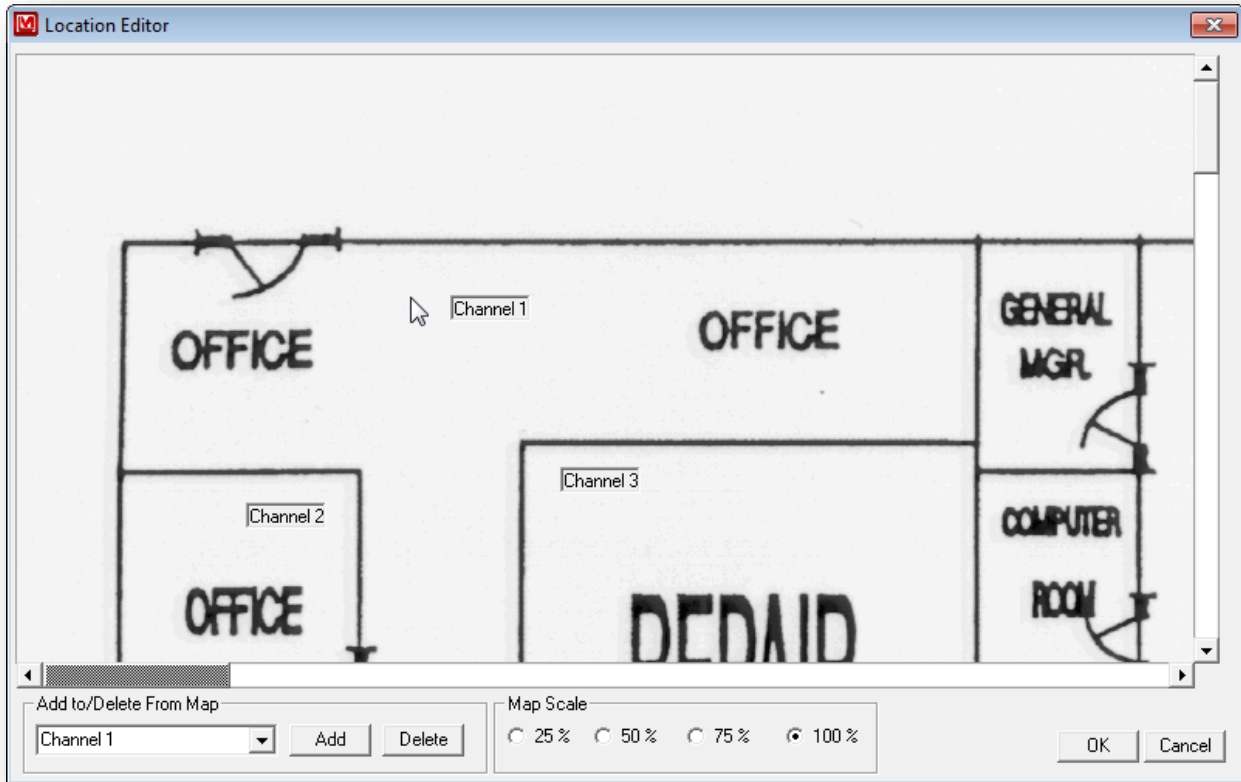 Location Editor
Channel 1
OFFICE
OFFICE
GENERAL
MGR.
Channel 3
Channel 2
COMPUTER
ROOM
OFFICE
REPAIR
Add to/Delete From Map
Channel 1
Add
Delete
Map Scale
25 %
50 %
75 %
100 %
OK
Cancel